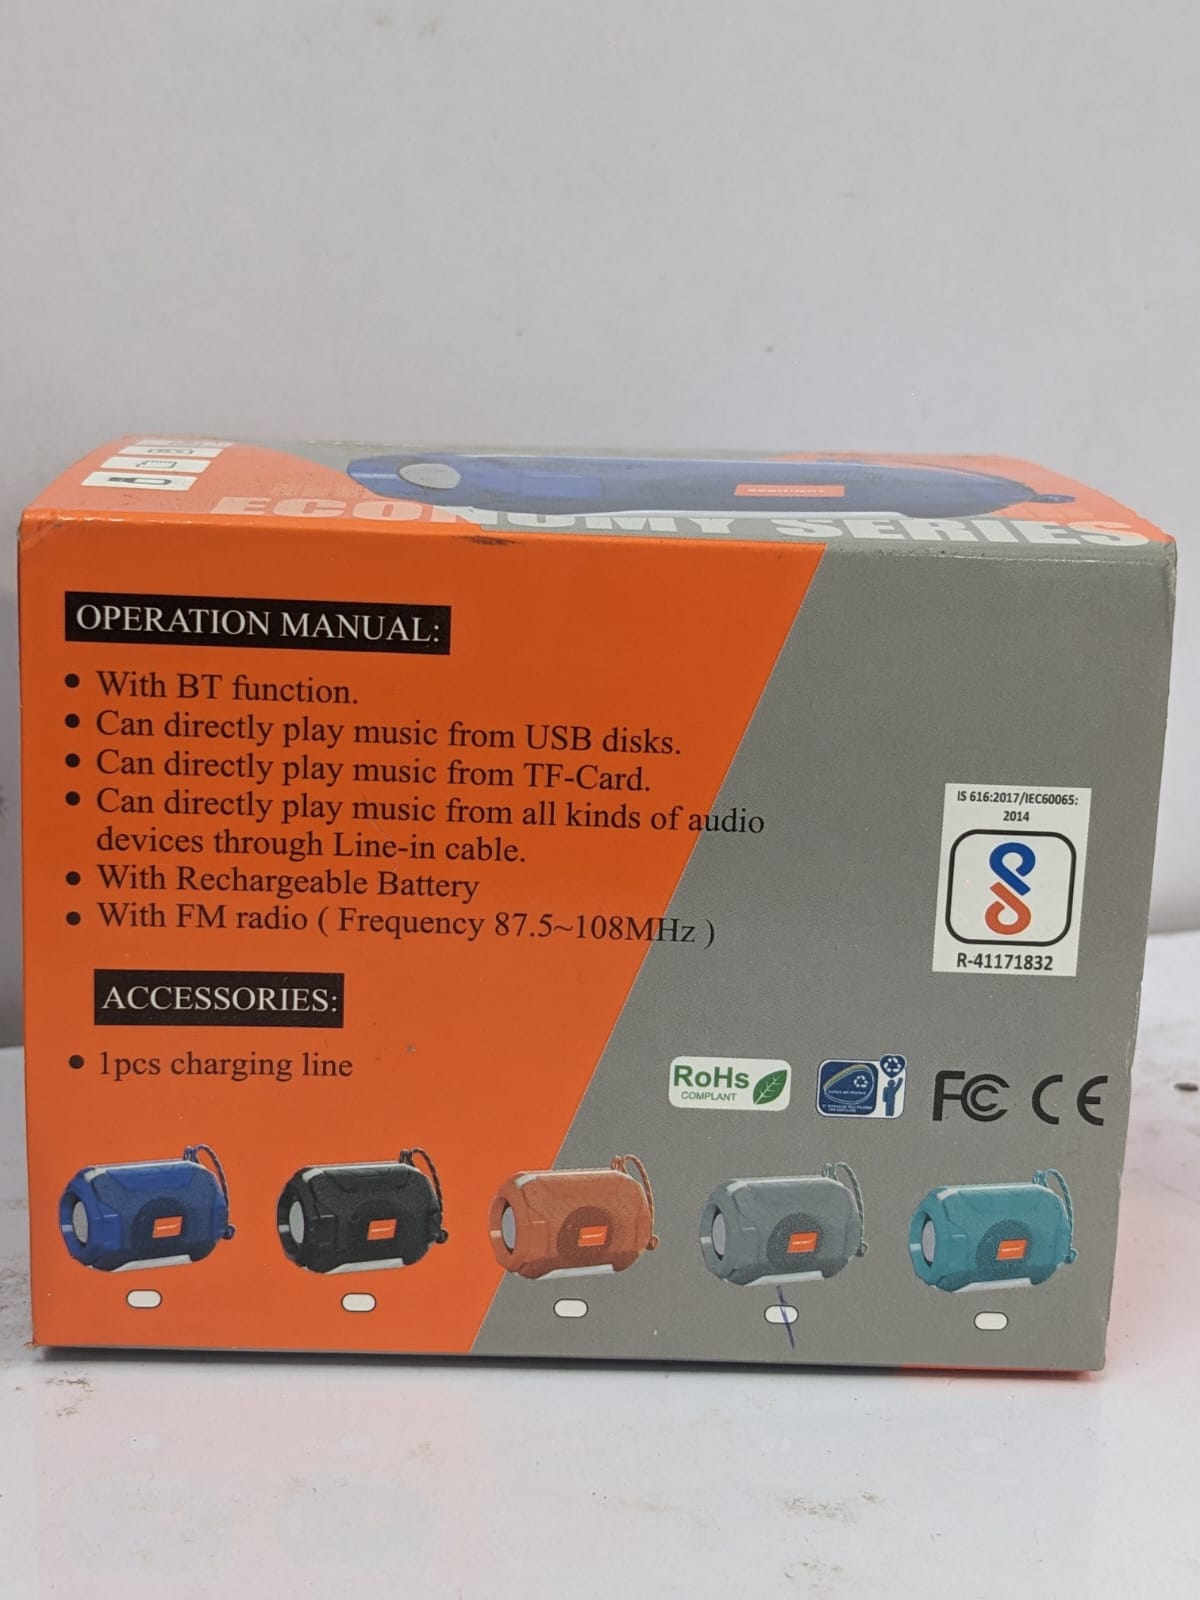 ECONOMY SERIES
OPERATION MANUAL:
• With BT function.
• Can directly play music from USB disks.
• Can directly play music from TF-Card.
• Can directly play music from all kinds of audio
devices through Line-in cable.
• With Rechargeable Battery
• With FM radio ( Frequency 87.5~108MHz )
IS 616:2017/IEC60065:
2014
R-41171832
ACCESSORIES:
• 1pcs charging line
RoHs
COMPLANT
FC CE